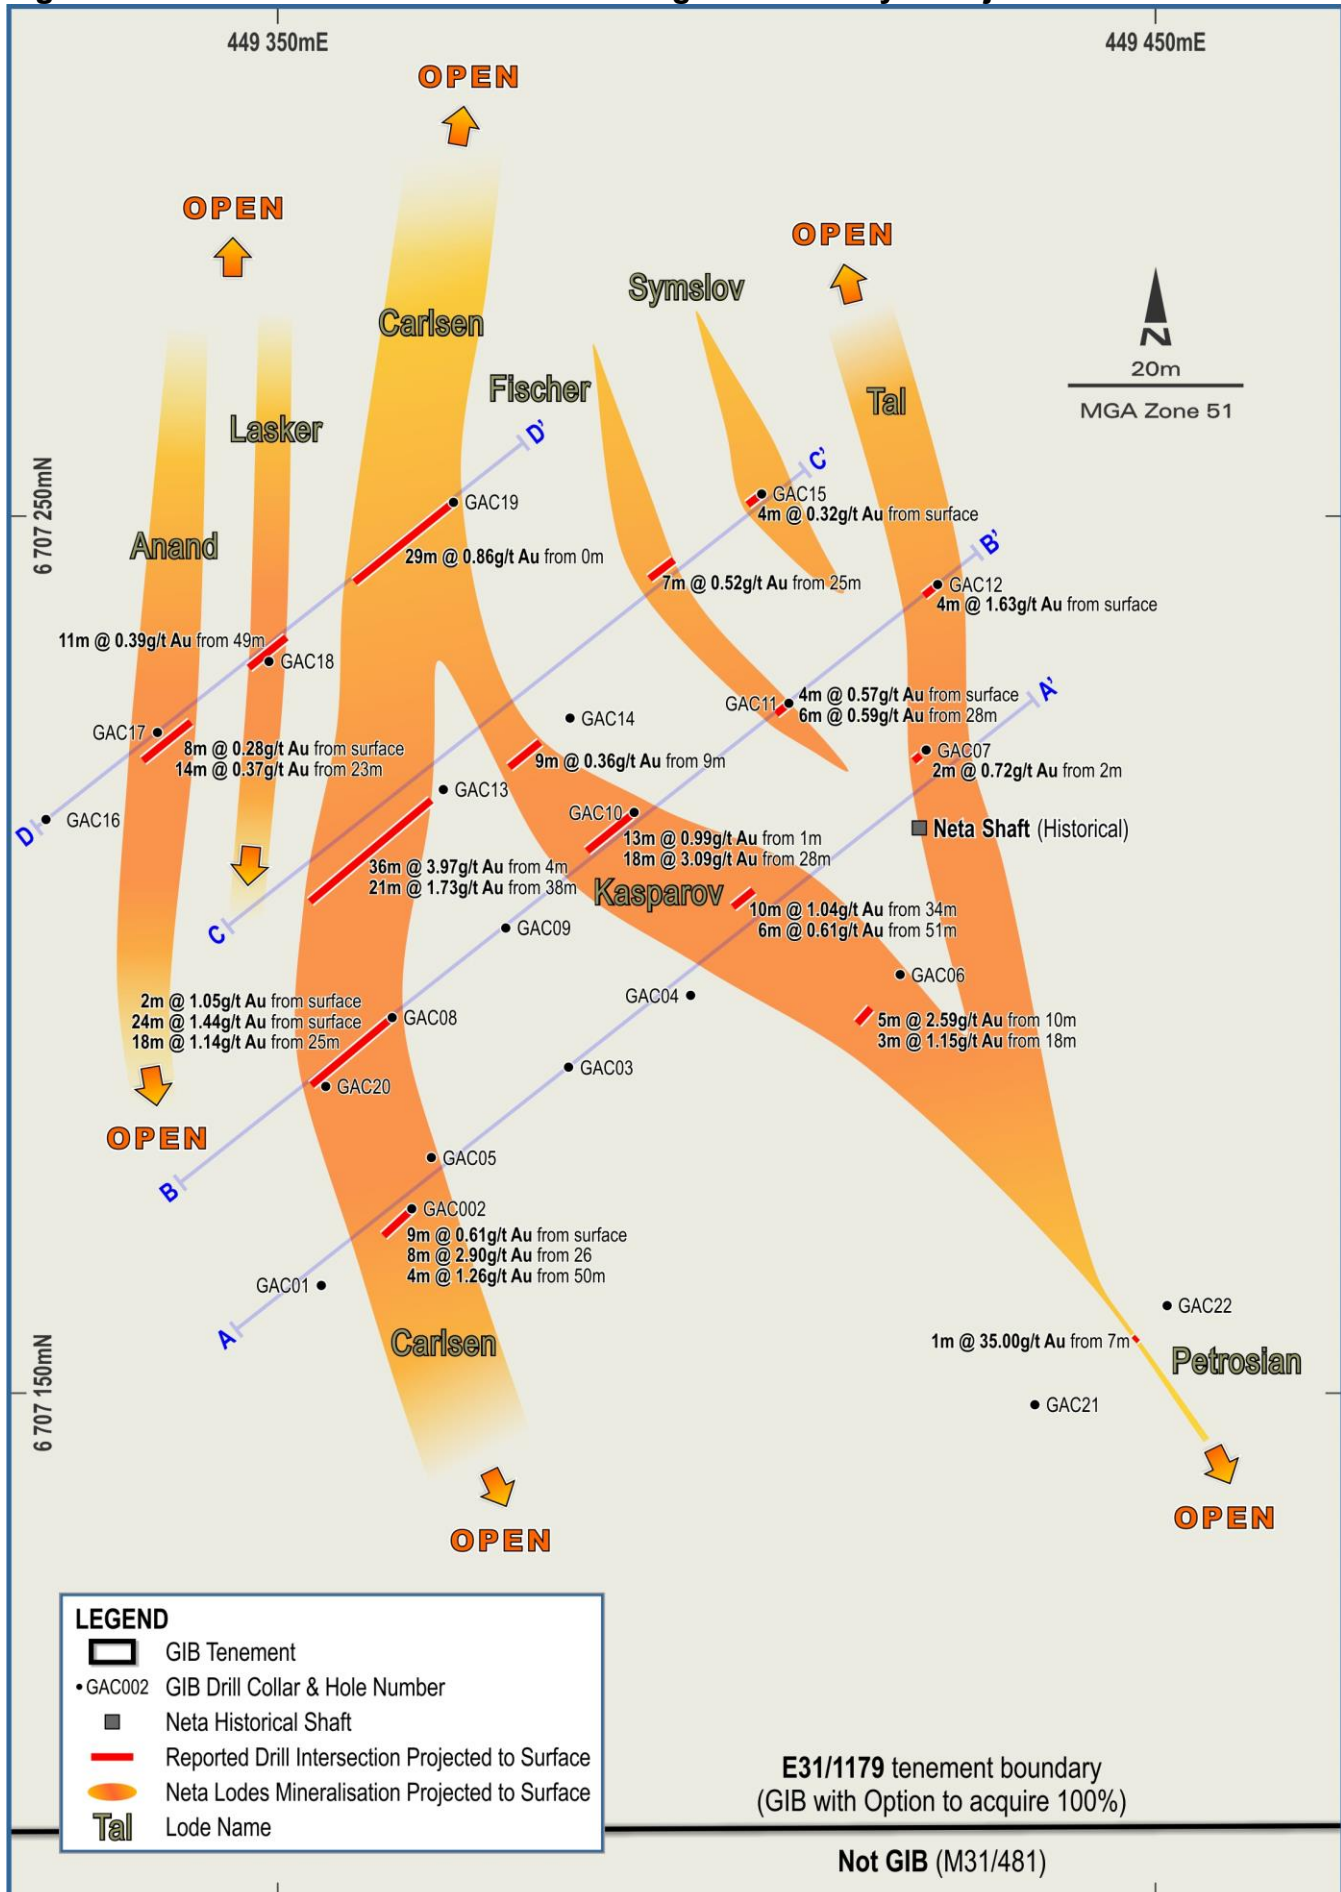 449 350mE
449 450mE
OPEN
OPEN
OPEN
Symslov
Carlsen
N
20m
MGA Zone 51
Fischer
Tal
Lasker
D'
C'
6 707 250mN
GAC19
GAC15
4m @ 0.32g/t Au from surface
Anand
B'
29m @ 0.86g/t Au from 0m
7m @ 0.52g/t Au from 25m
GAC12
4m @ 1.63g/t Au from surface
11m @ 0.39g/t Au from 49m
GAC18
A'
GAC11
4m @ 0.57g/t Au from surface
6m @ 0.59g/t Au from 28m
GAC14
GAC17
8m @ 0.28g/t Au from surface
14m @ 0.37g/t Au from 23m
9m @ 0.36g/t Au from 9m
GAC07
2m @ 0.72g/t Au from 2m
GAC13
GAC16
D
GAC10
13m @ 0.99g/t Au from 1m
18m @ 3.09g/t Au from 28m
Neta Shaft (Historical)
36m @ 3.97g/t Au from 4m
21m @ 1.73g/t Au from 38m
Kasparov
10m @ 1.04g/t Au from 34m
6m @ 0.61g/t Au from 51m
C
GAC09
GAC06
GAC04
2m @ 1.05g/t Au from surface
24m @ 1.44g/t Au from surface
18m @ 1.14g/t Au from 25m
GAC08
5m @ 2.59g/t Au from 10m
3m @ 1.15g/t Au from 18m
GAC03
GAC20
OPEN
GAC05
B
GAC002
9m @ 0.61g/t Au from surface
8m @ 2.90g/t Au from 26
4m @ 1.26g/t Au from 50m
GAC01
GAC22
A
Carlsen
1m @ 35.00g/t Au from 7m
Petrosian
6 707 150mN
GAC21
OPEN
OPEN
LEGEND
GIB Tenement
GAC002 GIB Drill Collar & Hole Number
Neta Historical Shaft
Reported Drill Intersection Projected to Surface
Neta Lodes Mineralisation Projected to Surface
Tal Lode Name
E31/1179 tenement boundary
(GIB with Option to acquire 100%)
Not GIB (M31/481)